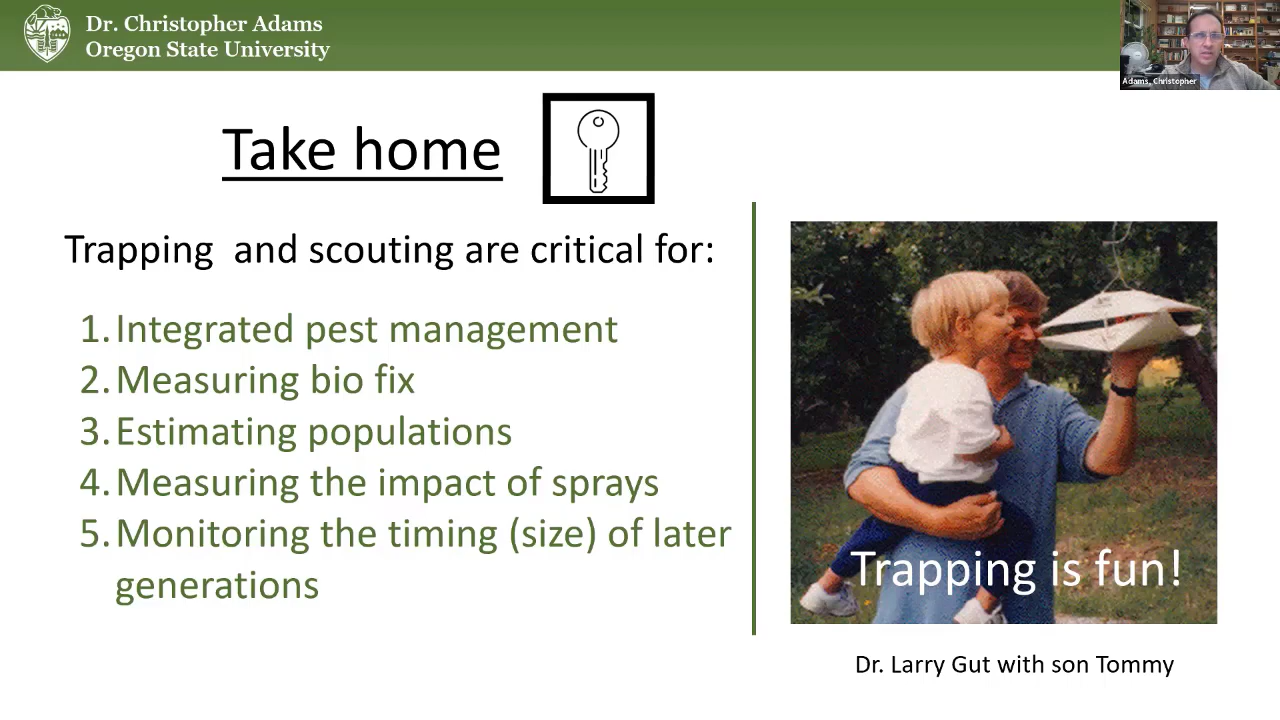 Dr. Christopher Adams
Oregon State University
Adams, Christopher
Take home
Trapping  and scouting are critical for:
1. Integrated pest management
2. Measuring bio fix
3. Estimating populations
4. Measuring the impact of sprays
5. Monitoring the timing (size) of later
generations
Trapping is fun!
Dr. Larry Gut with son Tommy